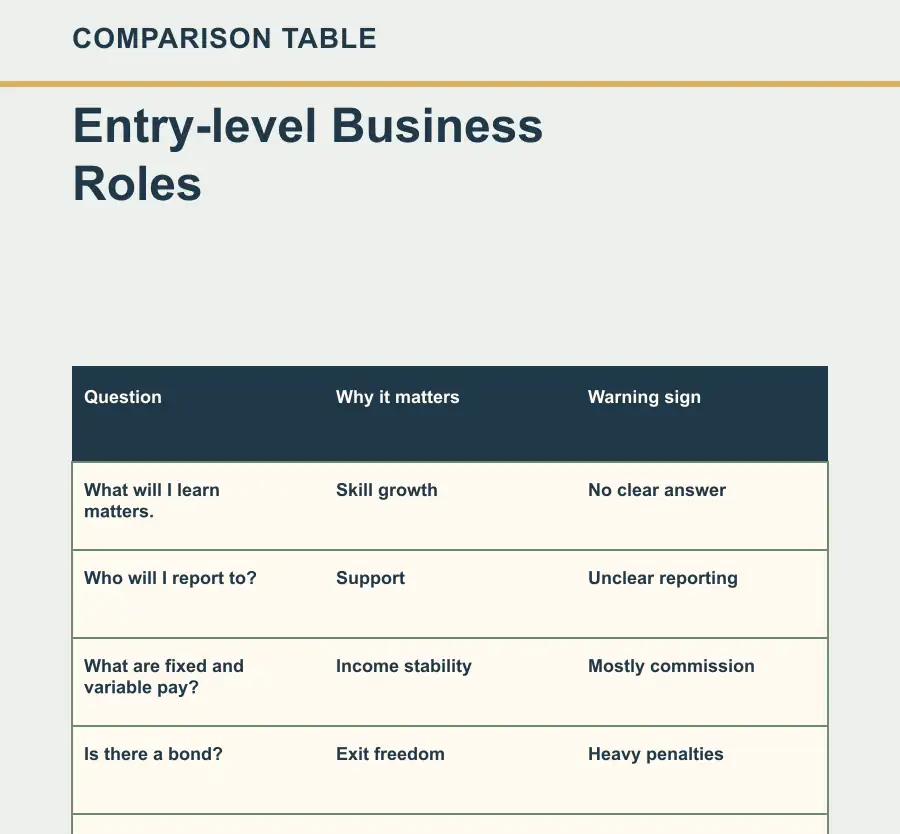 COMPARISON TABLE
Entry-level Business
Roles
Question Why it matters Warning sign
What will I learn Skill growth No clear answer
matters.
Who will I report to? Support Unclear reporting
What are fixed and Income stability Mostly commission
variable pay?
Is there a bond? Exit freedom Heavy penalties